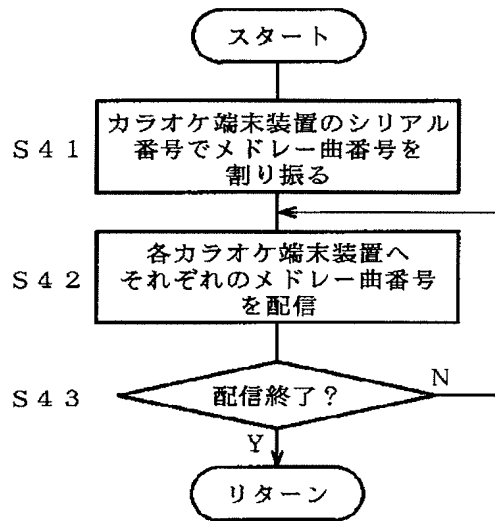 スタート
S41
カラオケ端末装置のシリアル
番号でメドレー曲番号を
割り振る
S42
各カラオケ端末装置へ
それぞれのメドレー曲番号
を配信
S43
配信終了？
N
Y
リターン